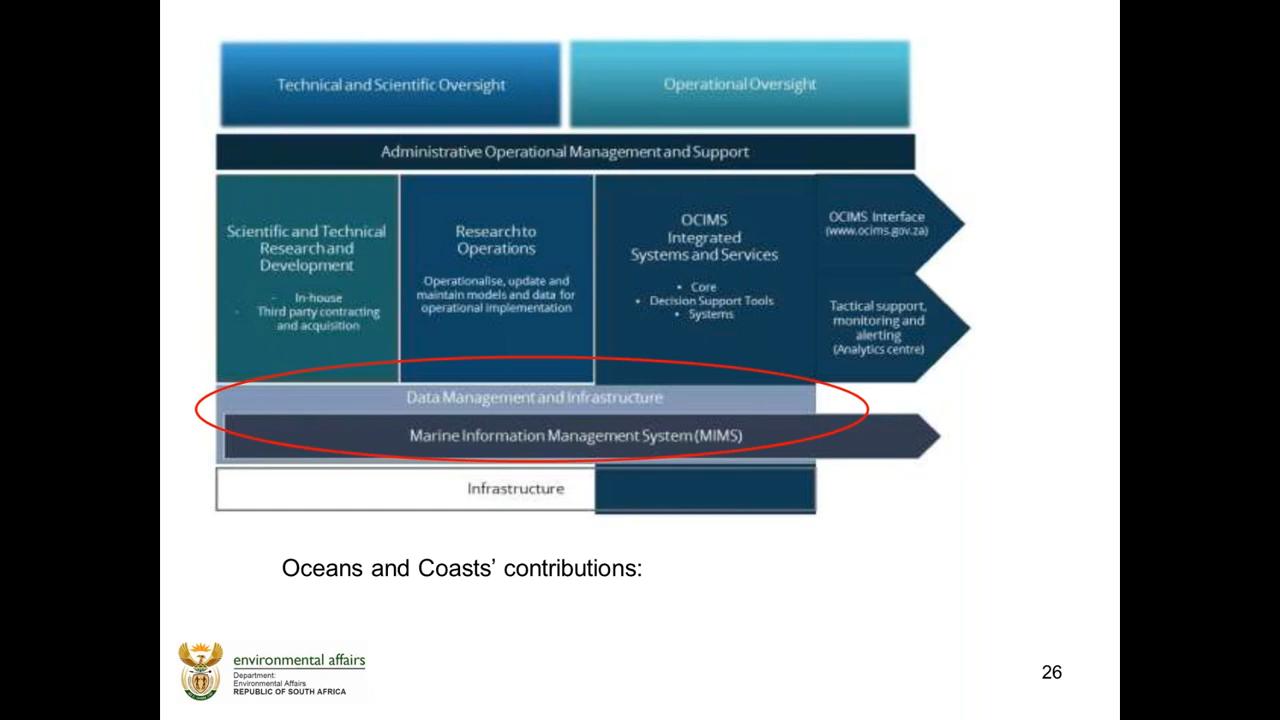 Technical and Scientific Oversight
Operational Oversight
Administrative Operational Management and Support
Scientific and Technical
Research and
Development
- In-house
- Third party contracting
and acquisition
Research to
Operations
Operationalise, update and
maintain models and data for
operational implementation
OCIMS
Integrated
Systems and Services
• Core
• Decision Support Tools
• Systems
OCIMS Interface
(www.ocims.gov.za)
Tactical support,
monitoring and
alerting
(Analytics centre)
Data Management and Infrastructure
Marine Information Management System (MIMS)
Infrastructure
Oceans and Coasts’ contributions:
environmental affairs
Department:
Environmental Affairs
REPUBLIC OF SOUTH AFRICA
26